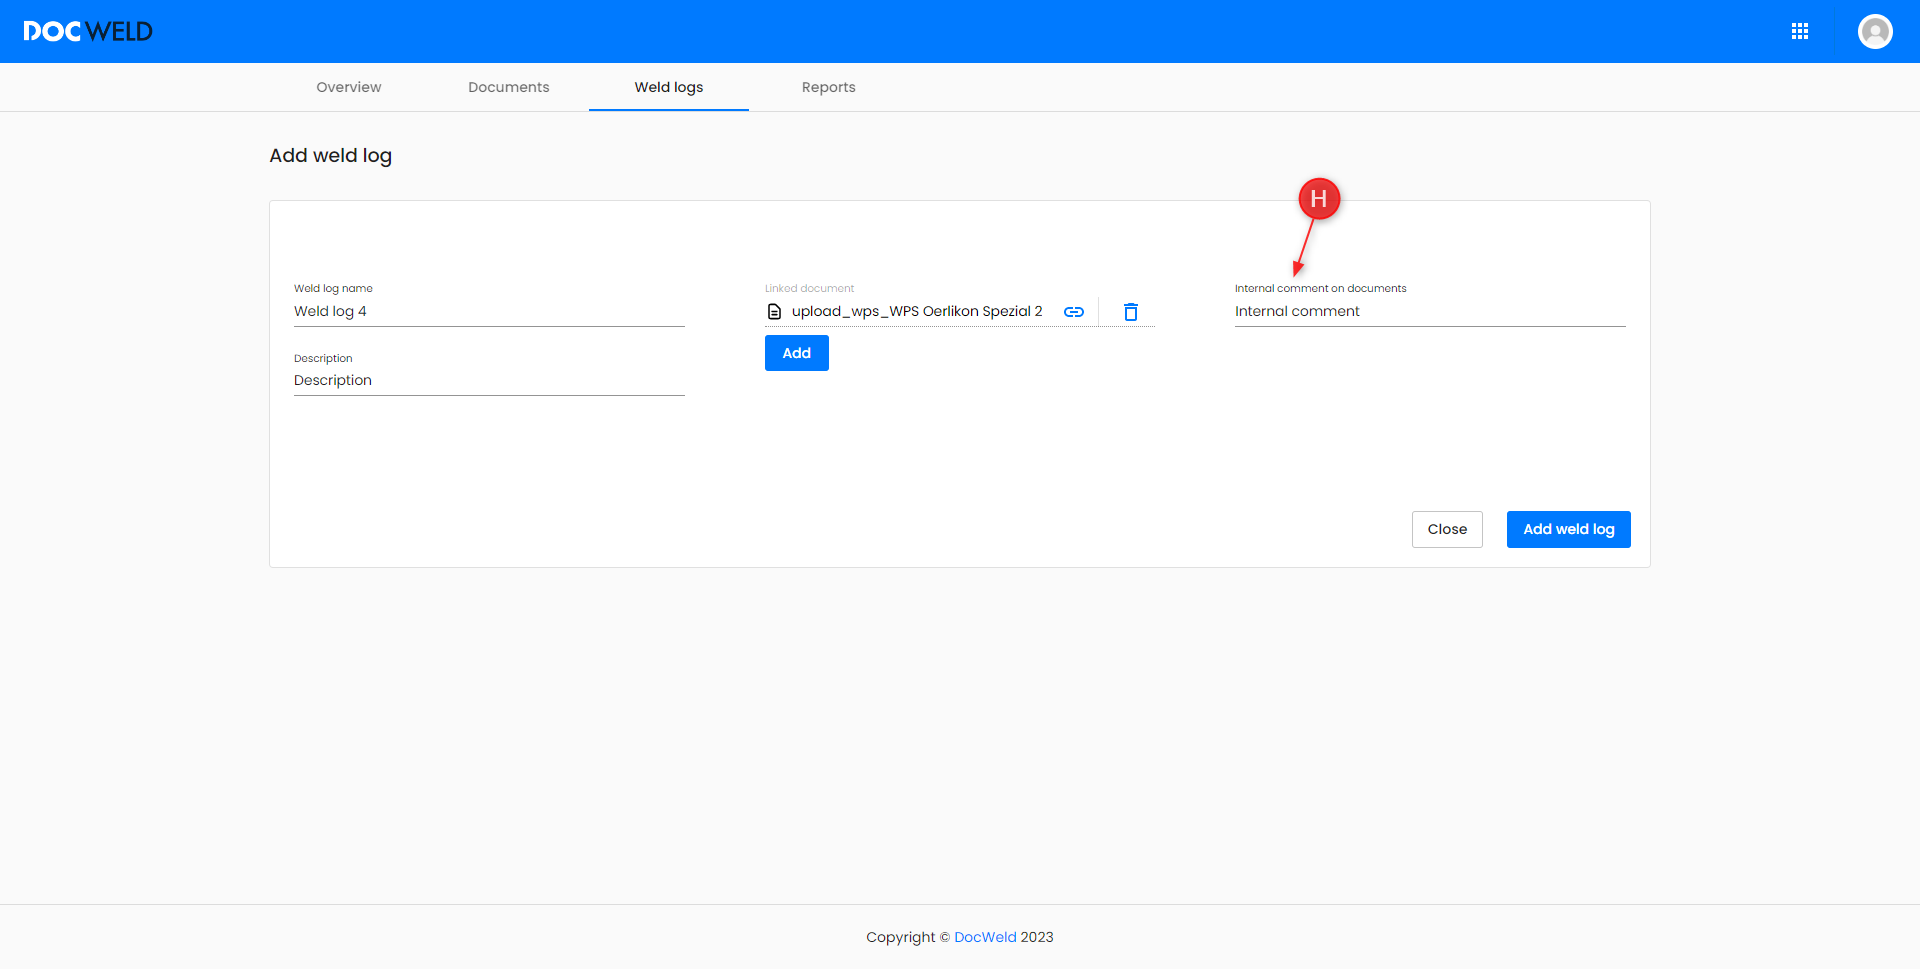 DOCWELD
Overview
Documents
Weld logs
Reports
Add weld log
H
Weld log name
Weld log 4
Description
Description
Linked document
upload_wps_WPS Oerlikon Spezial 2
Add
Internal comment on documents
Internal comment
Close
Add weld log
Copyright © DocWeld 2023